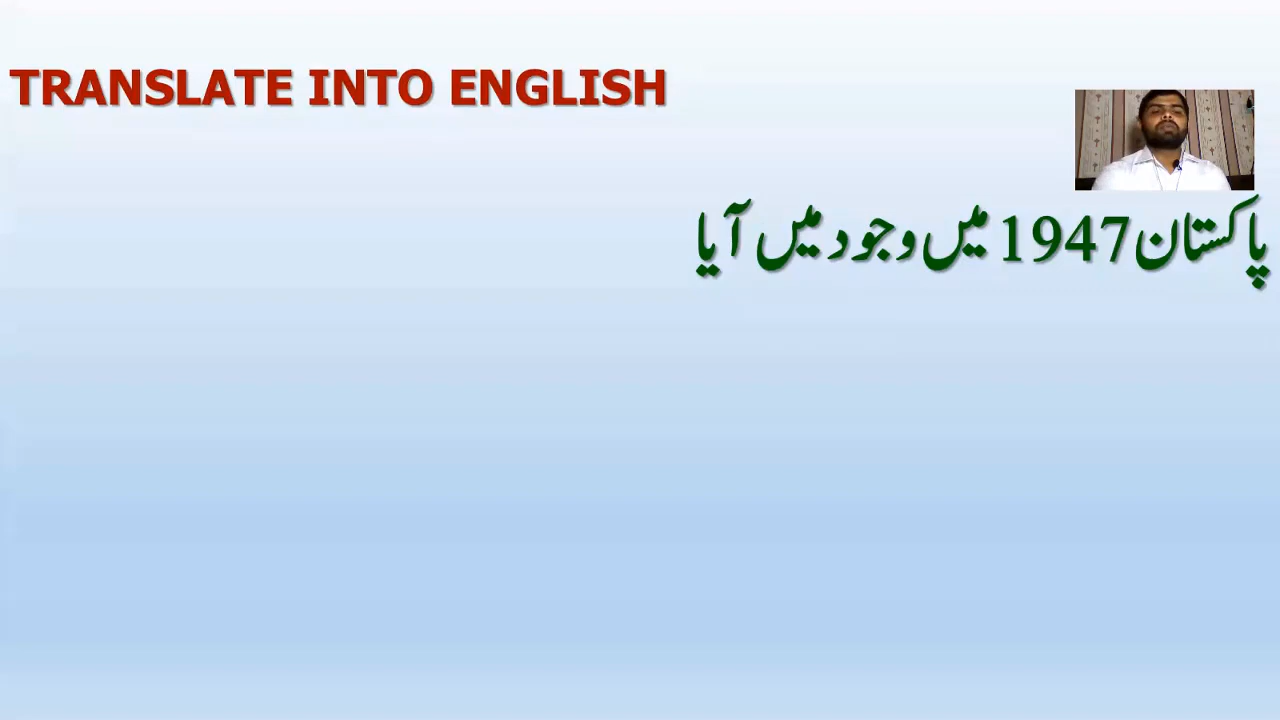 TRANSLATE INTO ENGLISH
پاکستان 1947 میں وجود میں آیا